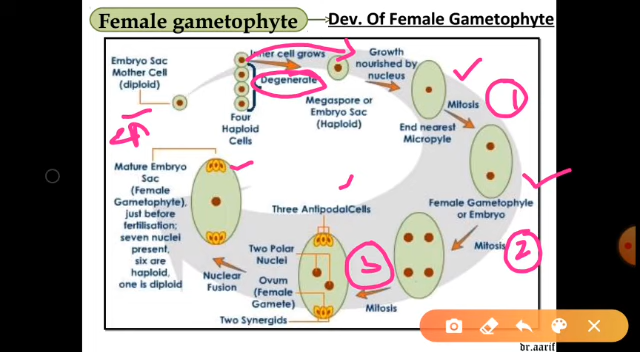 Female gametophyte
Dev. Of Female Gametophyte
Embryo Sac
Mother Cell
(diploid)
2n
Inner cell grows
Degenerate
Four
Haploid
Cells
Megaspore or
Embryo Sac
(Haploid)
Growth
nourished by
nucleus
Mitosis
1
End nearest
Micropyle
Female Gametophyle
or Embryo
Mitosis
2
Mitosis
3
Three AntipodalCells
Two Polar
Nuclei
Ovum
(Female
Gamete)
Two Synergids
Nuclear
Fusion
Mature Embryo
Sac
(Female
Gametophyte),
just before
fertilisation;
seven nuclei
present,
six are
haploid,
one is diploid
dr.aarif